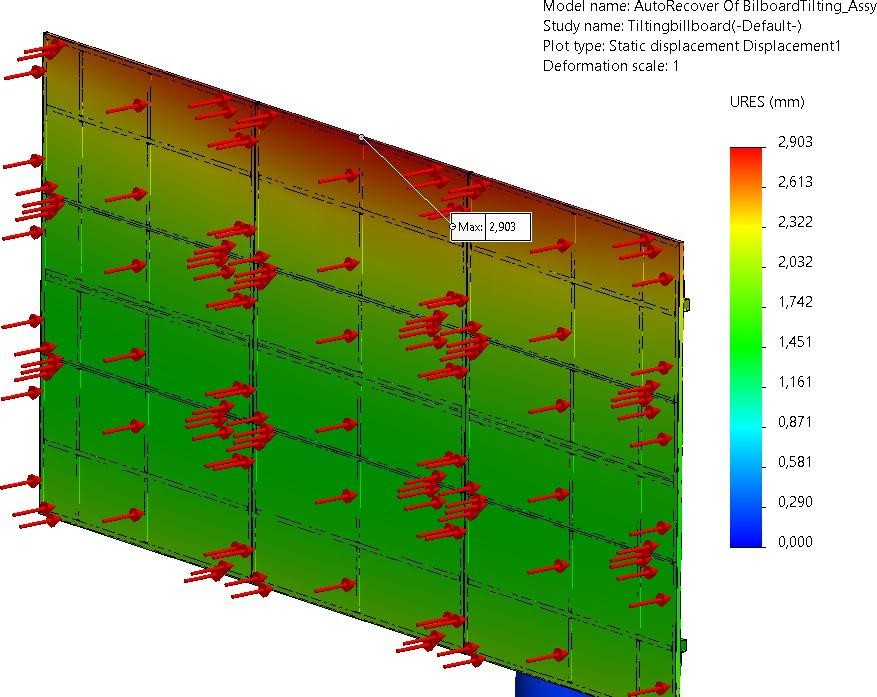 Model name: AutoRecover Of BilboardTilting_Assy
Study name: Tiltingbillboard(-Default-)
Plot type: Static displacement Displacement1
Deformation scale: 1
URES (mm)
2,903
2,613
2,322
2,032
1,742
1,451
1,161
0,871
0,581
0,290
0,000
Max: 2,903